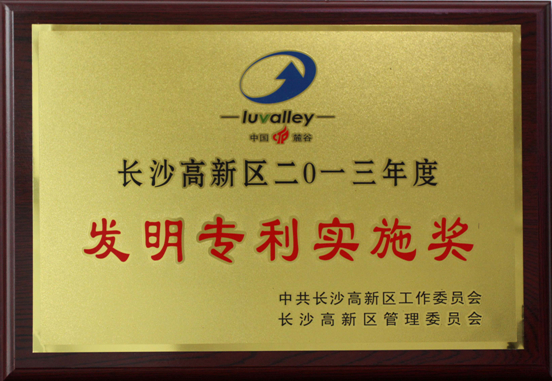 luvalley
中国 麓谷
长沙高新区二0一三年度
发明专利实施奖
中共长沙高新区工作委员会
长沙高新区管理委员会